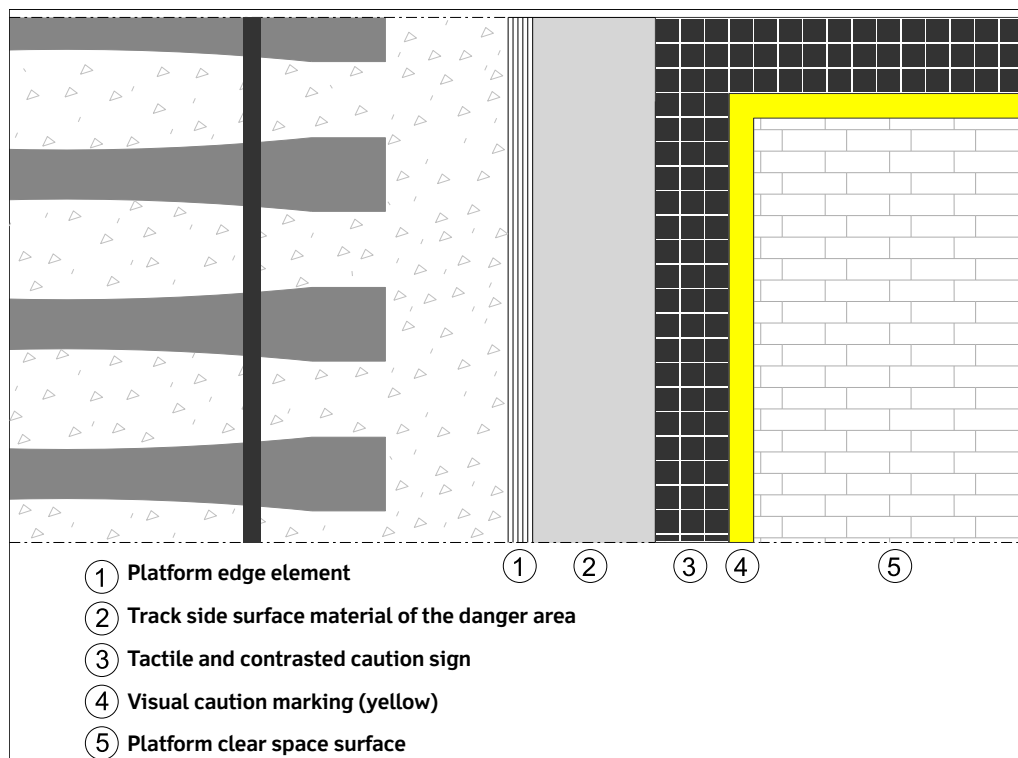 ① ② ③ ④ ⑤
① Platform edge element
② Track side surface material of the danger area
③ Tactile and contrasted caution sign
④ Visual caution marking (yellow)
⑤ Platform clear space surface